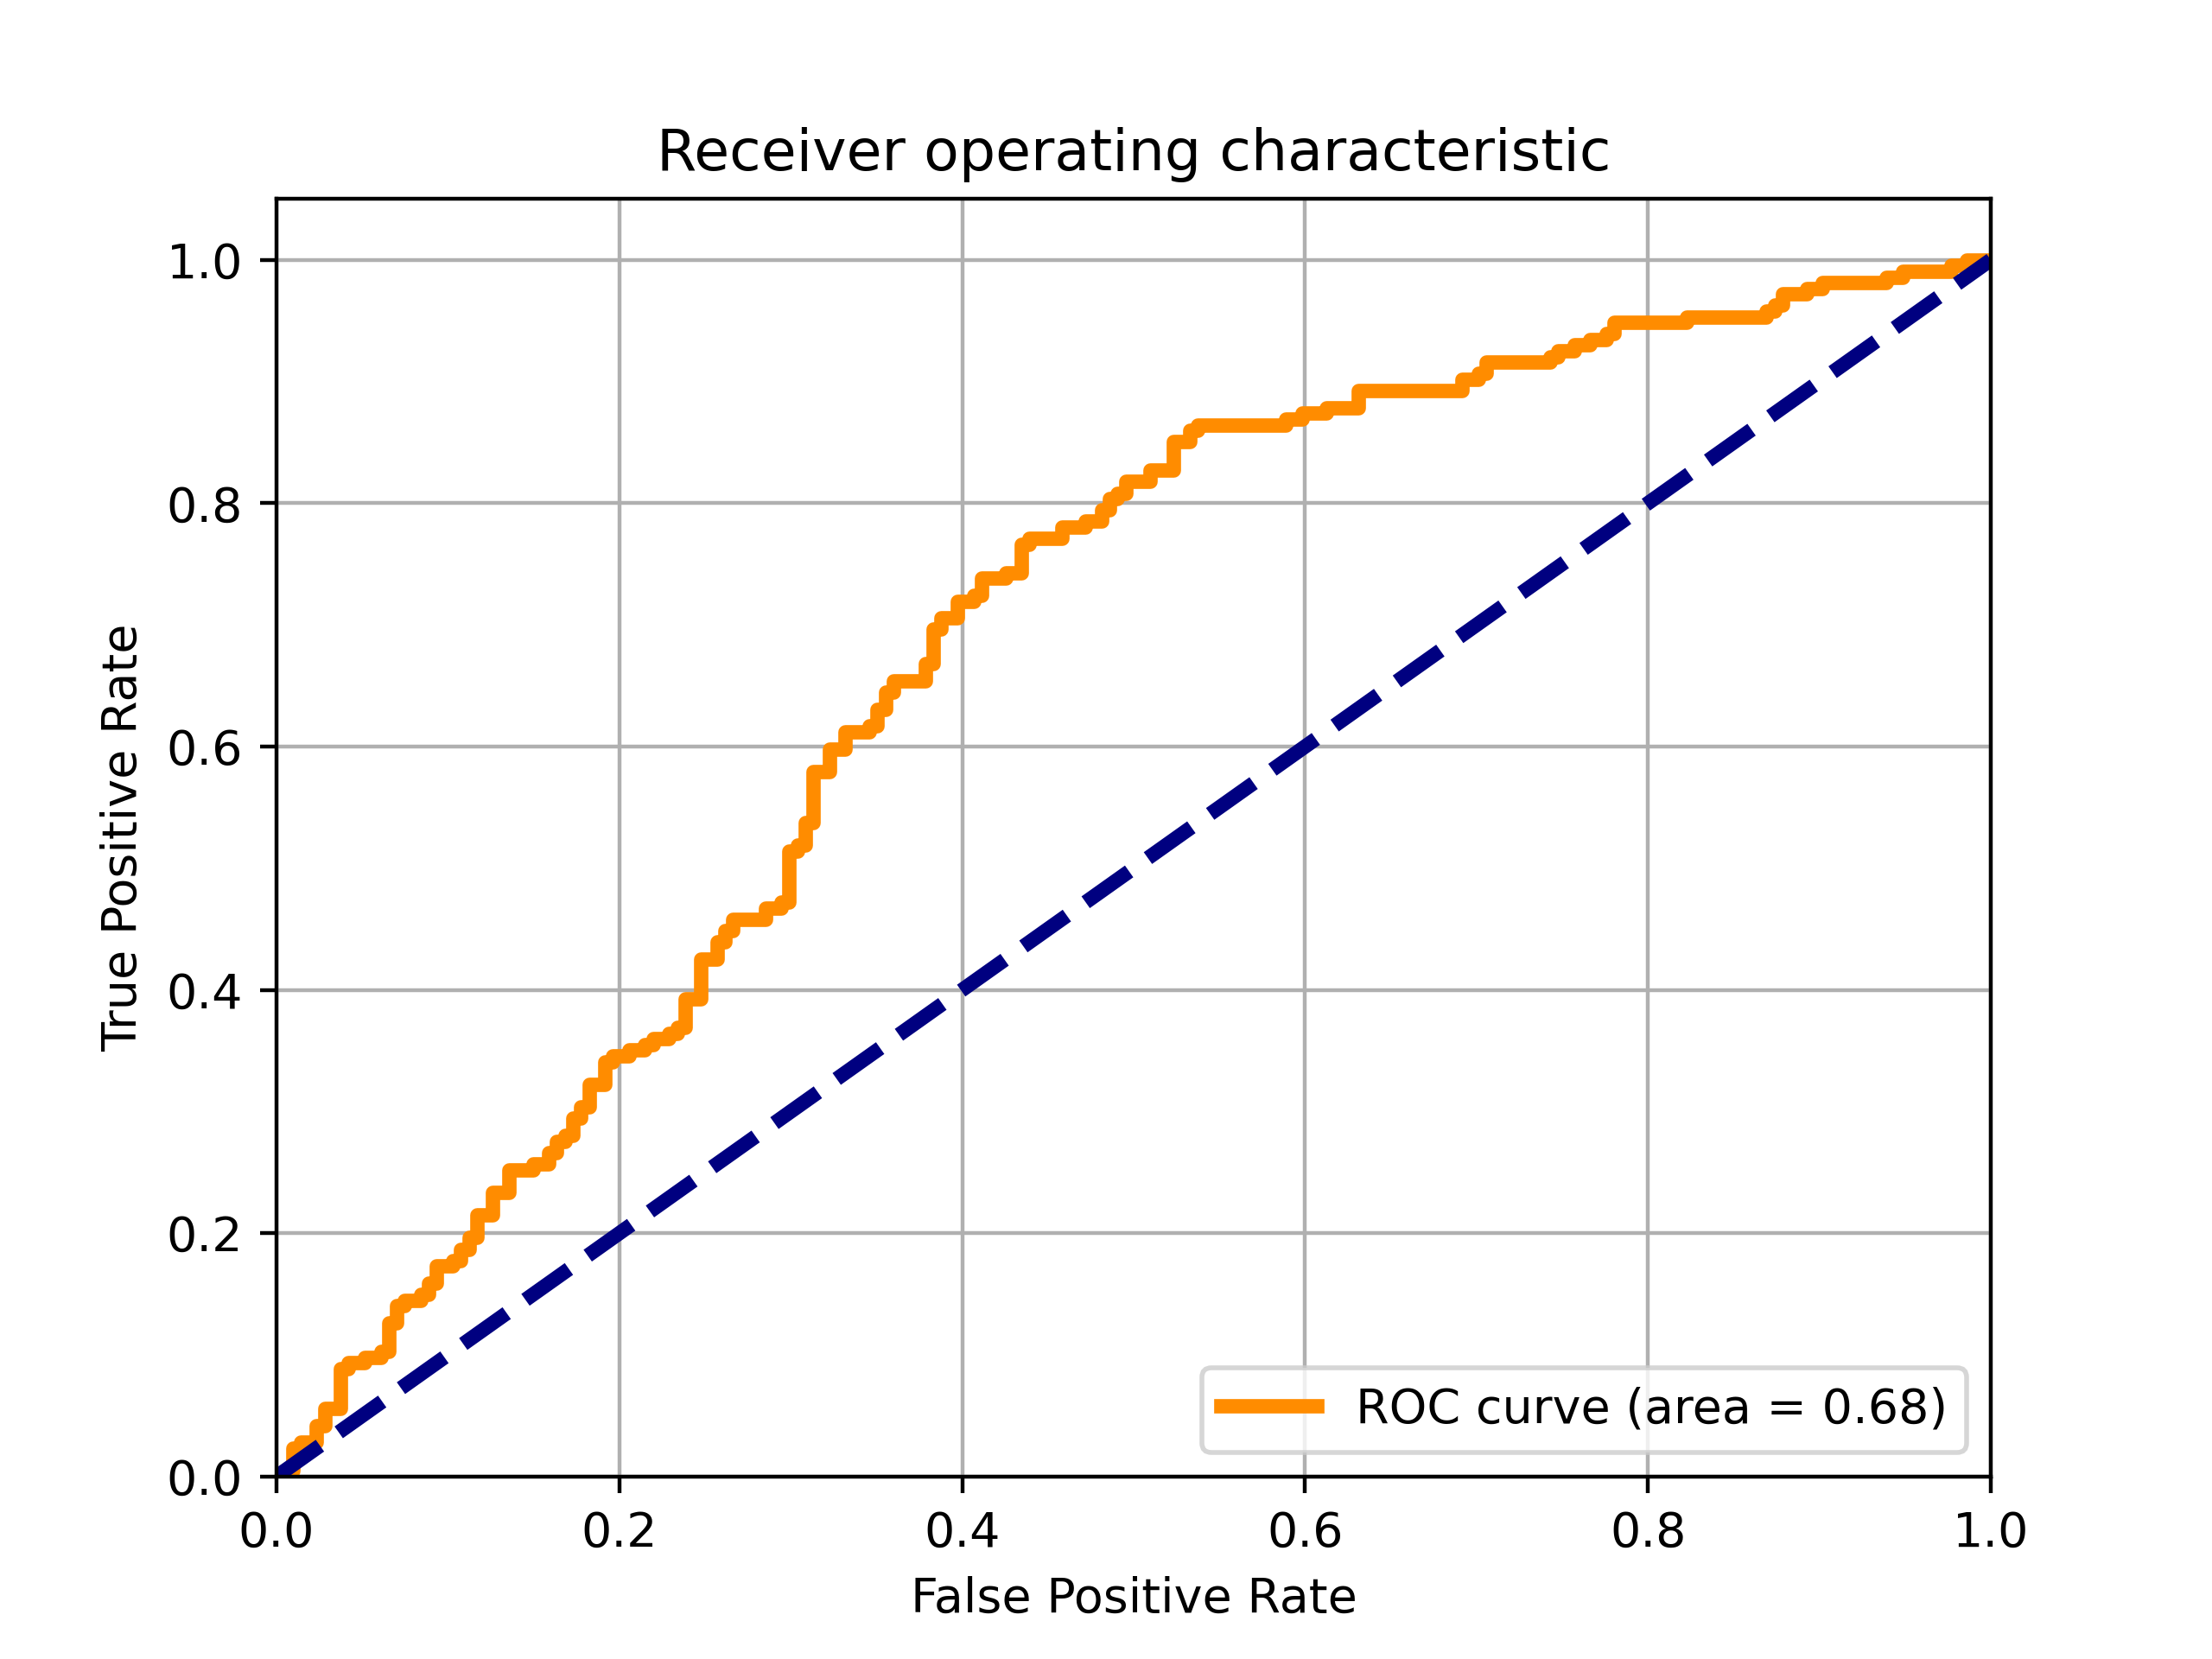 Receiver operating characteristic
1.0
0.8
0.6
0.4
0.2
0.0
True Positive Rate
ROC curve (area = 0.68)
0.0 0.2 0.4 0.6 0.8 1.0
False Positive Rate